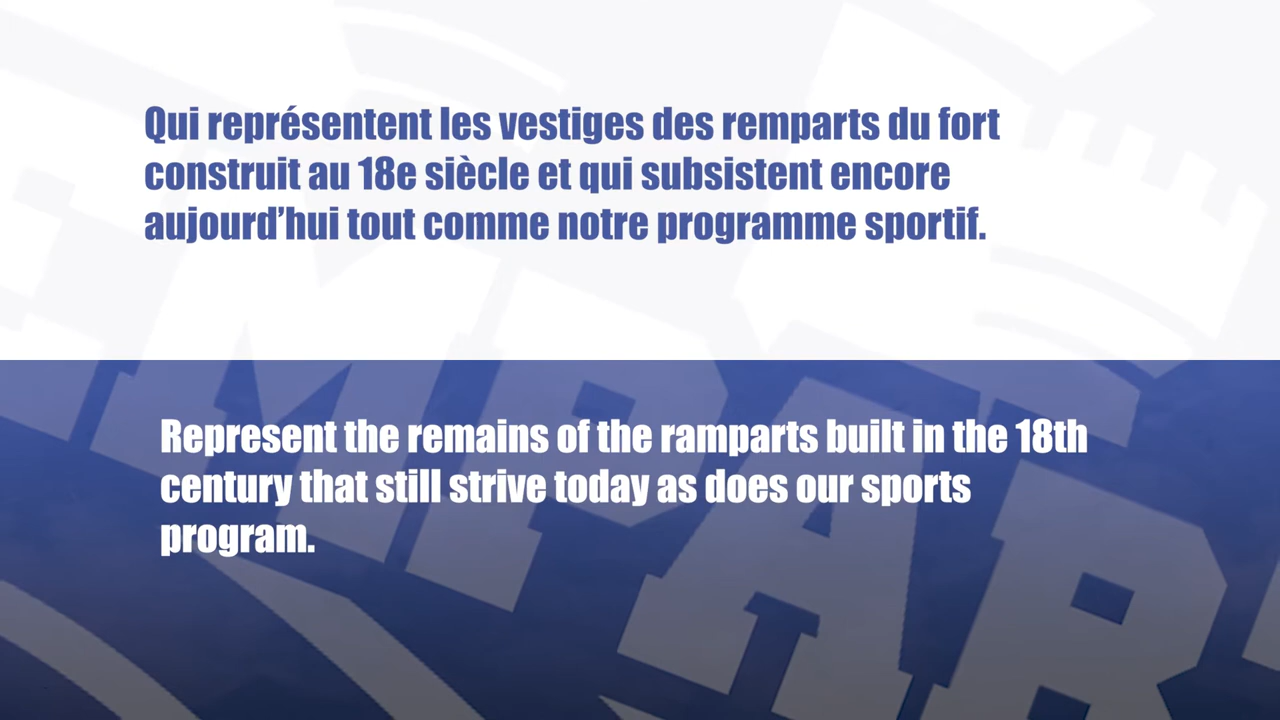 Qui représentent les vestiges des remparts du fort
construit au 18e siècle et qui subsistent encore
aujourd’hui tout comme notre programme sportif.
Represent the remains of the ramparts built in the 18th
century that still strive today as does our sports
program.